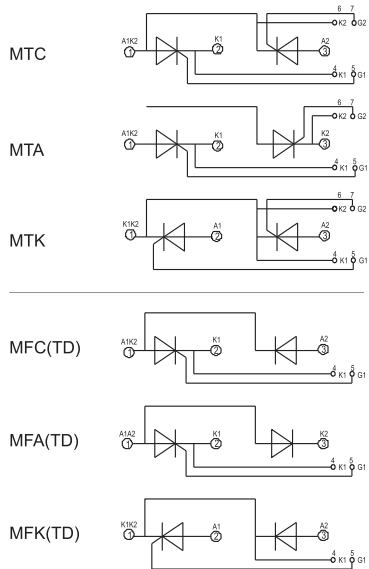 6 7
K2 G2
MTC
A1K2 K1 A2
1 2 3
4 5
K1 G1
6 7
K2 G2
MTA
A1K2 K1 K2
1 2 3
4 5
K1 G1
6 7
K2 G2
MTK
K1K2 A1 A2
1 2 3
4 5
K1 G1
MFC(TD)
A1K2 K1 A2
1 2 3
4 5
K1 G1
MFA(TD)
A1A2 K1 K2
1 2 3
4 5
K1 G1
MFK(TD)
K1K2 A1 A2
1 2 3
4 5
K1 G1